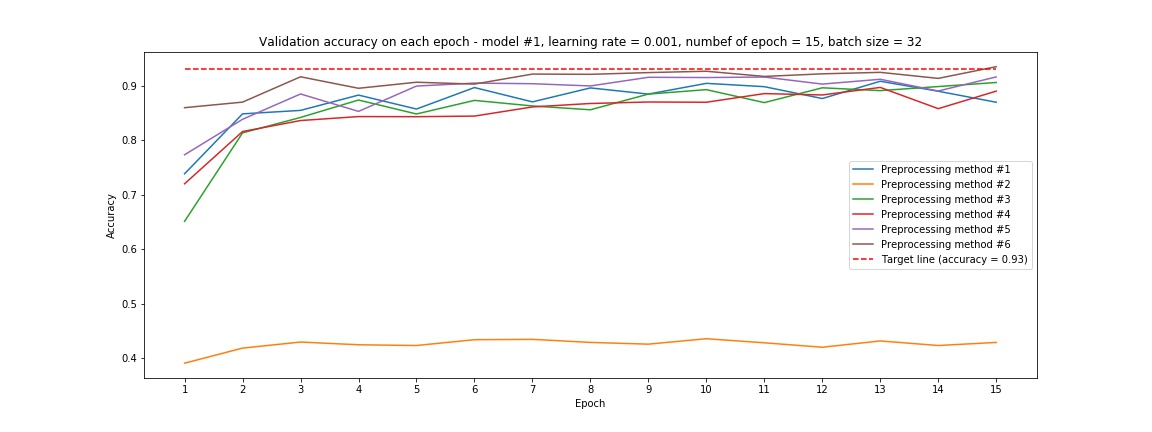 Validation accuracy on each epoch - model #1, learning rate = 0.001, numbef of epoch = 15, batch size = 32
0.9
0.8
0.7
0.6
0.5
0.4
Accuracy
Preprocessing method #1
Preprocessing method #2
Preprocessing method #3
Preprocessing method #4
Preprocessing method #5
Preprocessing method #6
Target line (accuracy = 0.93)
1 2 3 4 5 6 7 8 9 10 11 12 13 14 15
Epoch